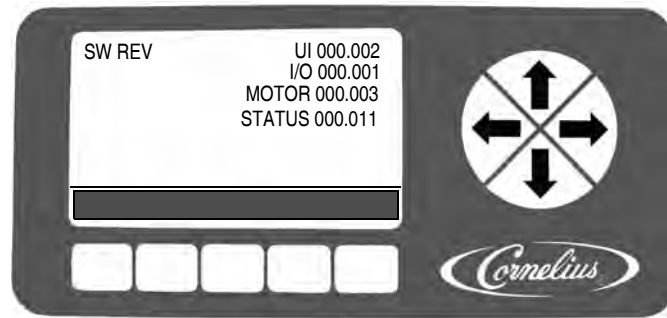 SW REV UI 000.002
I/O 000.001
MOTOR 000.003
STATUS 000.011
Cornelius